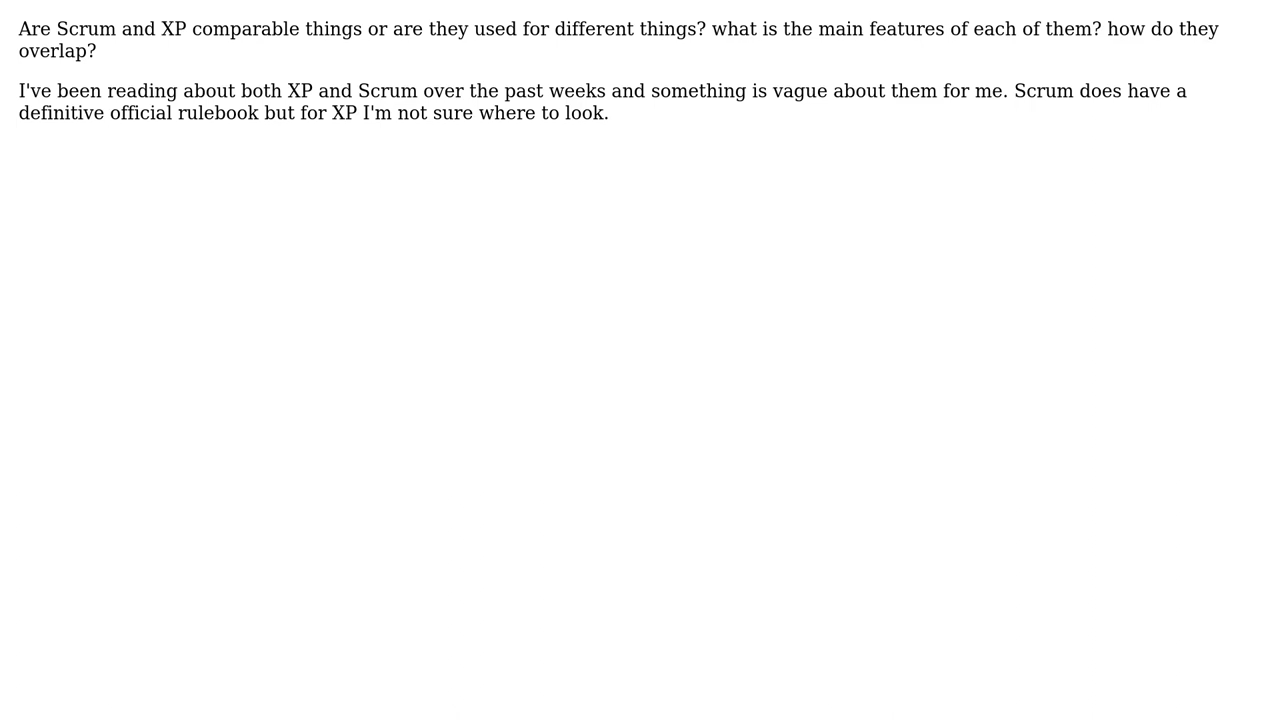 Are Scrum and XP comparable things or are they used for different things? what is the main features of each of them? how do they
overlap?
I've been reading about both XP and Scrum over the past weeks and something is vague about them for me. Scrum does have a
definitive official rulebook but for XP I'm not sure where to look.